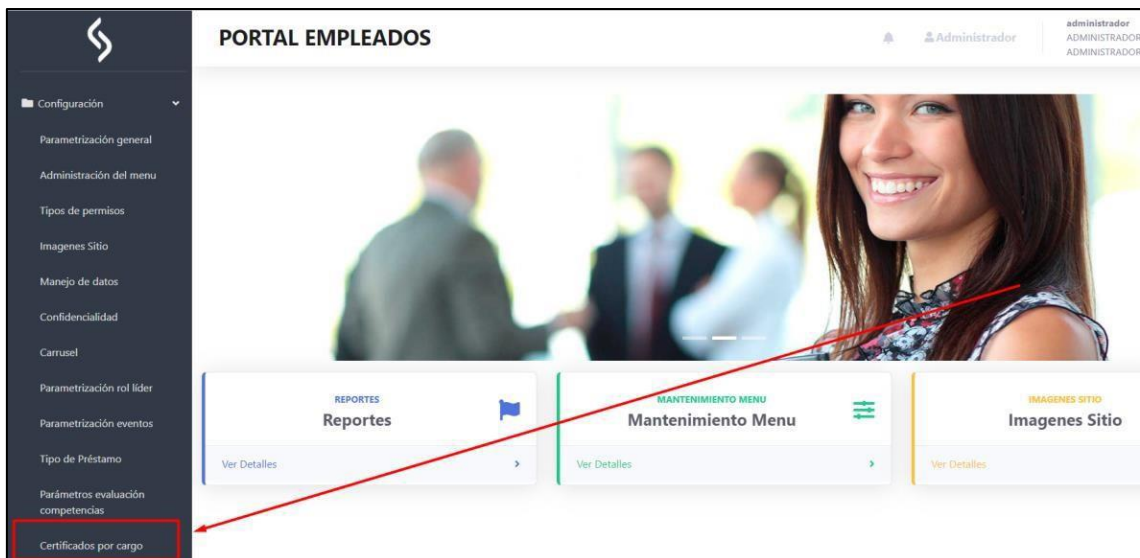 PORTAL EMPLEADOS
Administrador
administrador
ADMINISTRADOR
ADMINISTRADOR
Configuración
Parametrización general
Administración del menu
Tipos de permisos
Imagenes Sitio
Manejo de datos
Confidencialidad
Carrusel
Parametrización rol líder
Parametrización eventos
Tipo de Préstamo
Parámetros evaluación
competencias
Certificados por cargo
REPORTES
Reportes
Ver Detalles
MANTENIMIENTO MENU
Mantenimiento Menu
Ver Detalles
IMAGENES SITIO
Imagenes Sitio
Ver Detalles